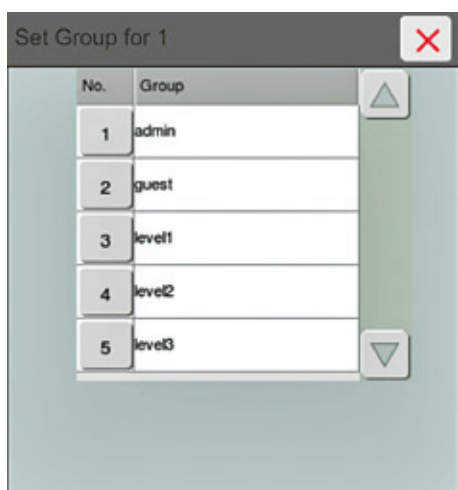 Set Group for 1
No. Group
1 admin
2 guest
3 level1
4 level2
5 level3